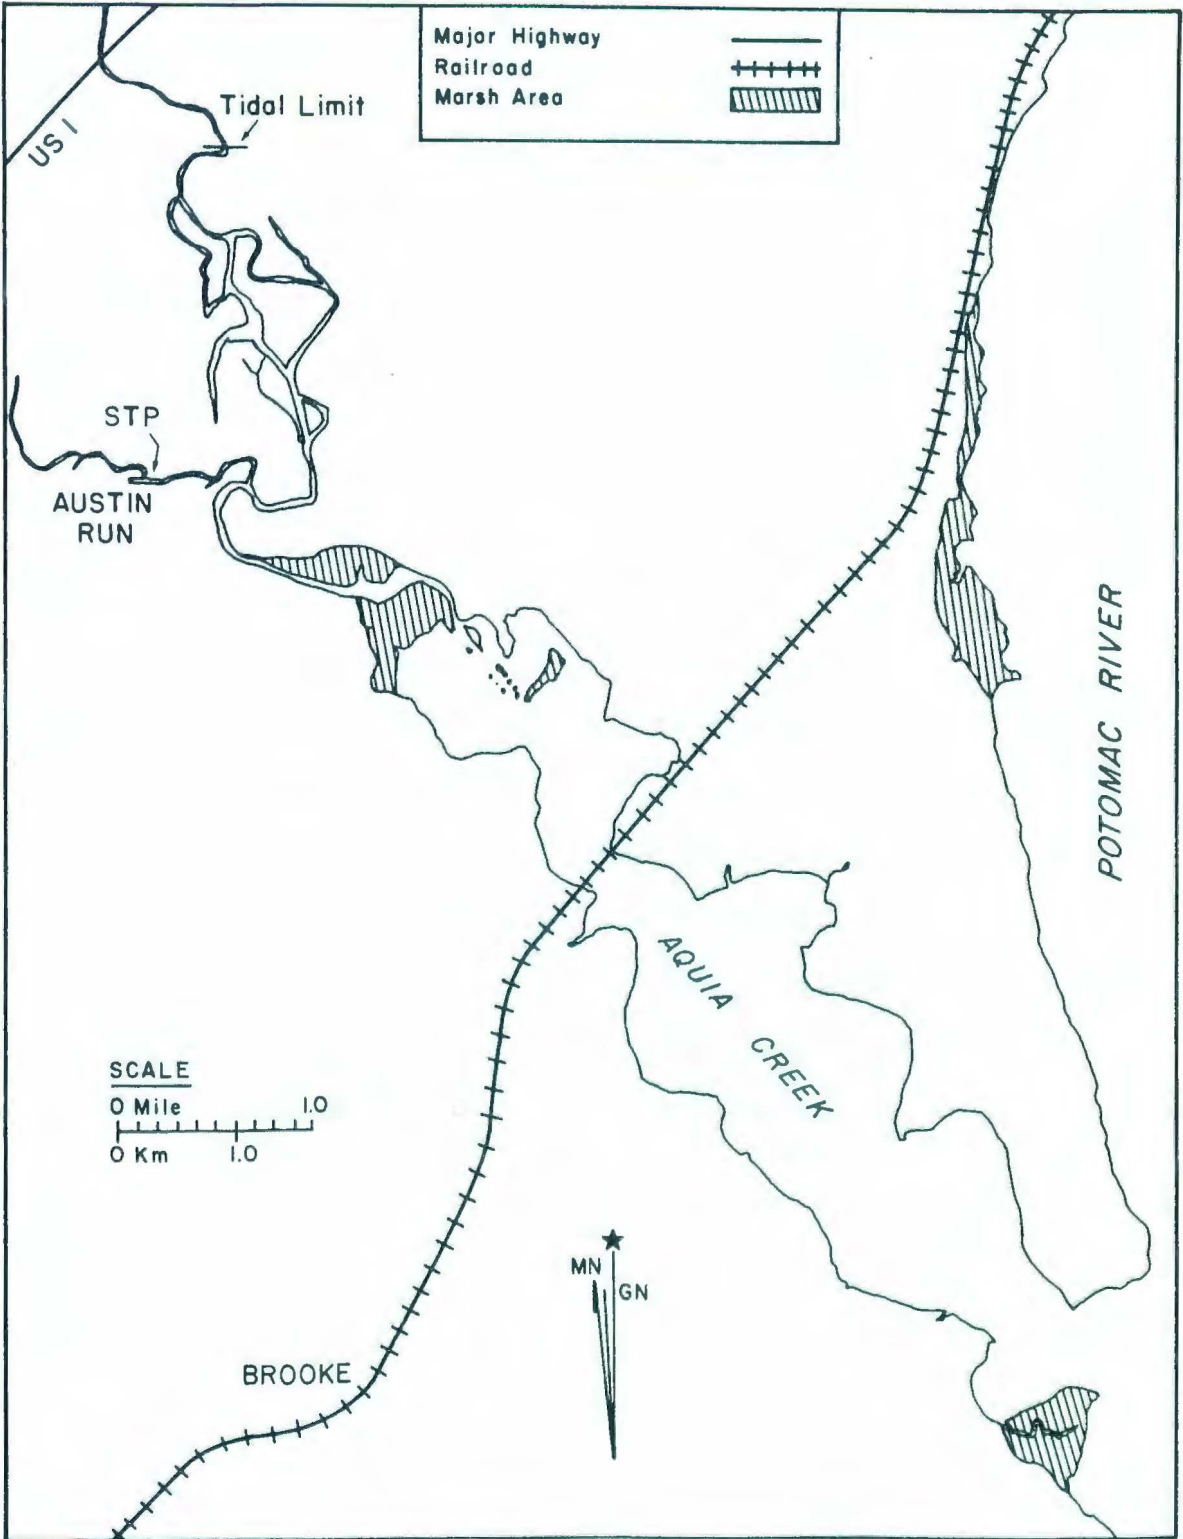 Major Highway
Railroad
Marsh Area
US 1
Tidal Limit
STP
AUSTIN
RUN
POTOMAC RIVER
AQUIA CREEK
SCALE
0 Mile 1.0
0 Km 1.0
MN
GN
BROOKE